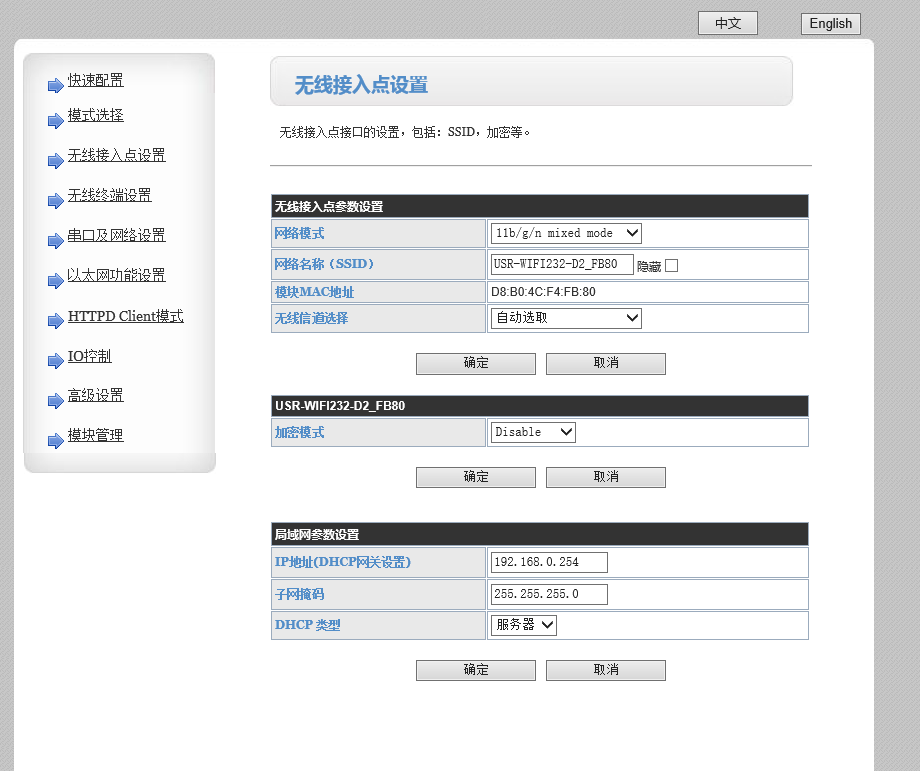 中文 English
快速配置
模式选择
无线接入点设置
无线终端设置
串口及网络设置
以太网功能设置
HTTPD Client模式
IO控制
高级设置
模块管理
无线接入点设置
无线接入点接口的设置，包括：SSID，加密等。
无线接入点参数设置
网络模式 11b/g/n mixed mode
网络名称（SSID） USR-WIFI232-D2_FB80 隐藏
模块MAC地址 D8:B0:4C:F4:FB:80
无线信道选择 自动选取
确定 取消
USR-WIFI232-D2_FB80
加密模式 Disable
确定 取消
局域网参数设置
IP地址(DHCP网关设置) 192.168.0.254
子网掩码 255.255.255.0
DHCP 类型 服务器
确定 取消